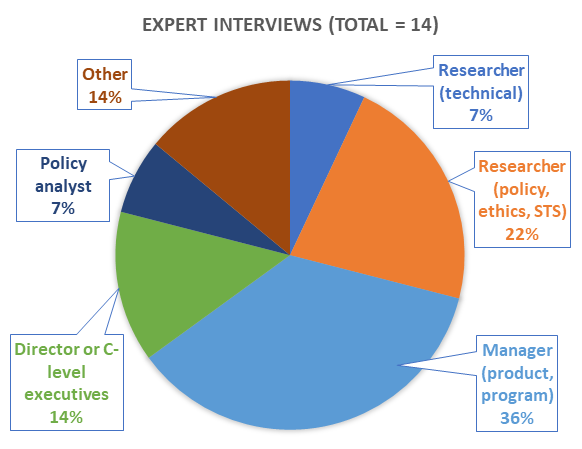 EXPERT INTERVIEWS (TOTAL = 14)
Researcher
(technical)
7%
Researcher
(policy,
ethics, STS)
22%
Manager
(product,
program)
36%
Director or C-
level
executives
14%
Policy
analyst
7%
Other
14%